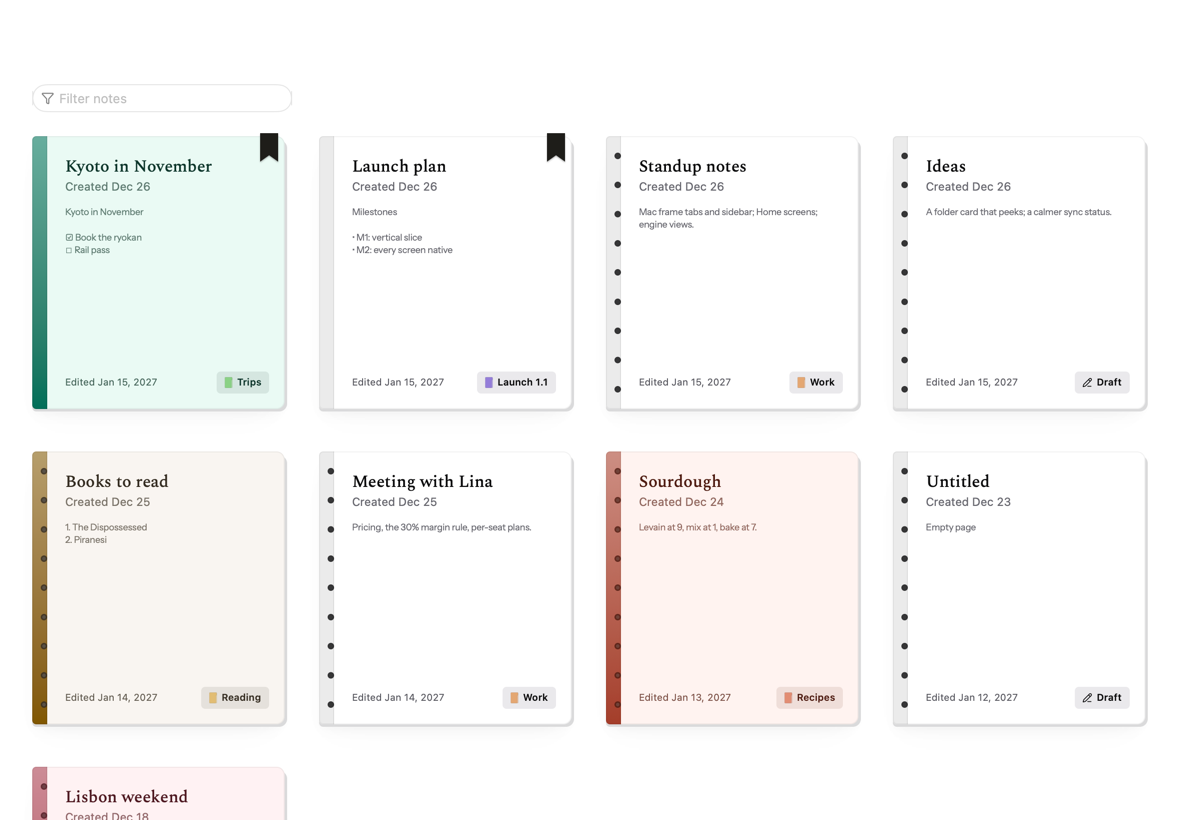 Filter notes
Kyoto in November
Created Dec 26
Kyoto in November
☑ Book the ryokan
☐ Rail pass
Edited Jan 15, 2027
Trips
Launch plan
Created Dec 26
Milestones
• M1: vertical slice
• M2: every screen native
Edited Jan 15, 2027
Launch 1.1
Standup notes
Created Dec 26
Mac frame tabs and sidebar; Home screens;
engine views.
Edited Jan 15, 2027
Work
Ideas
Created Dec 26
A folder card that peeks; a calmer sync status.
Edited Jan 15, 2027
Draft
Books to read
Created Dec 25
1. The Dispossessed
2. Piranesi
Edited Jan 14, 2027
Reading
Meeting with Lina
Created Dec 25
Pricing, the 30% margin rule, per-seat plans.
Edited Jan 14, 2027
Work
Sourdough
Created Dec 24
Levain at 9, mix at 1, bake at 7.
Edited Jan 13, 2027
Recipes
Untitled
Created Dec 23
Empty page
Edited Jan 12, 2027
Draft
Lisbon weekend
Created Dec 18